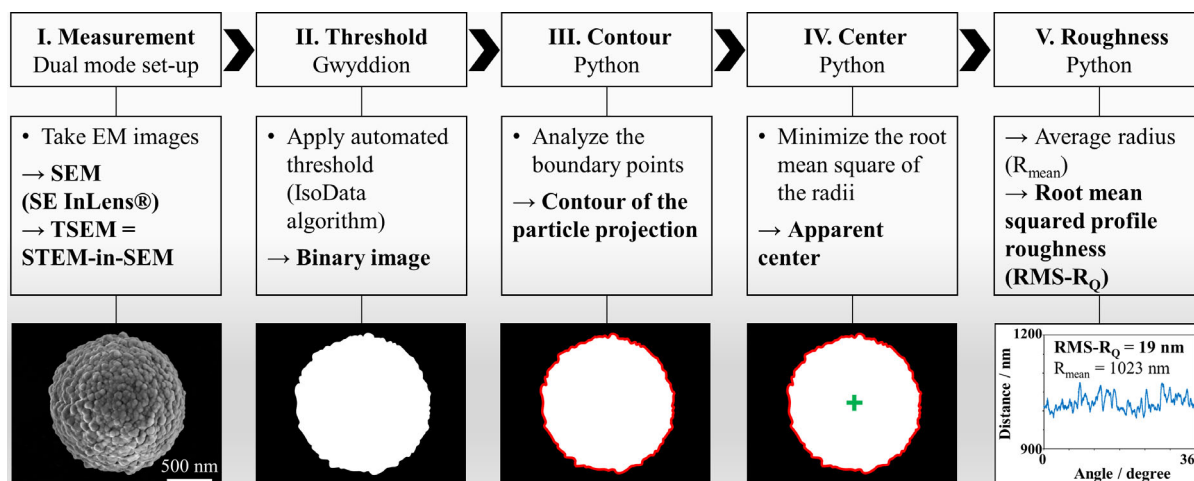 I. Measurement
Dual mode set-up
II. Threshold
Gwyddion
III. Contour
Python
IV. Center
Python
V. Roughness
Python
• Take EM images
→ SEM
(SE InLens®)
→ TSEM =
STEM-in-SEM
• Apply automated
threshold
(IsoData
algorithm)
→ Binary image
• Analyze the
boundary points
→ Contour of the
particle projection
• Minimize the root
mean square of
the radii
→ Apparent
center
→ Average radius
(Rmean)
→ Root mean
squared profile
roughness
(RMS-RQ)
500 nm
1200
RMS-RQ = 19 nm
Rmean = 1023 nm
Distance / nm
900
0
36
Angle / degree